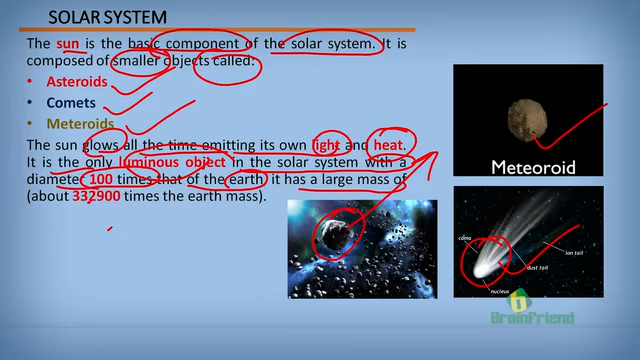 SOLAR SYSTEM
The sun is the basic component of the solar system. It is
composed of smaller objects called:
• Asteroids
• Comets
• Meteroids
The sun glows all the time emitting its own light and heat.
It is the only luminous object in the solar system with a
diameter 100 times that of the earth it has a large mass of
(about 332900 times the earth mass).
Meteoroid
coma
ion tail
dust tail
nucleus
b
BrainFriend